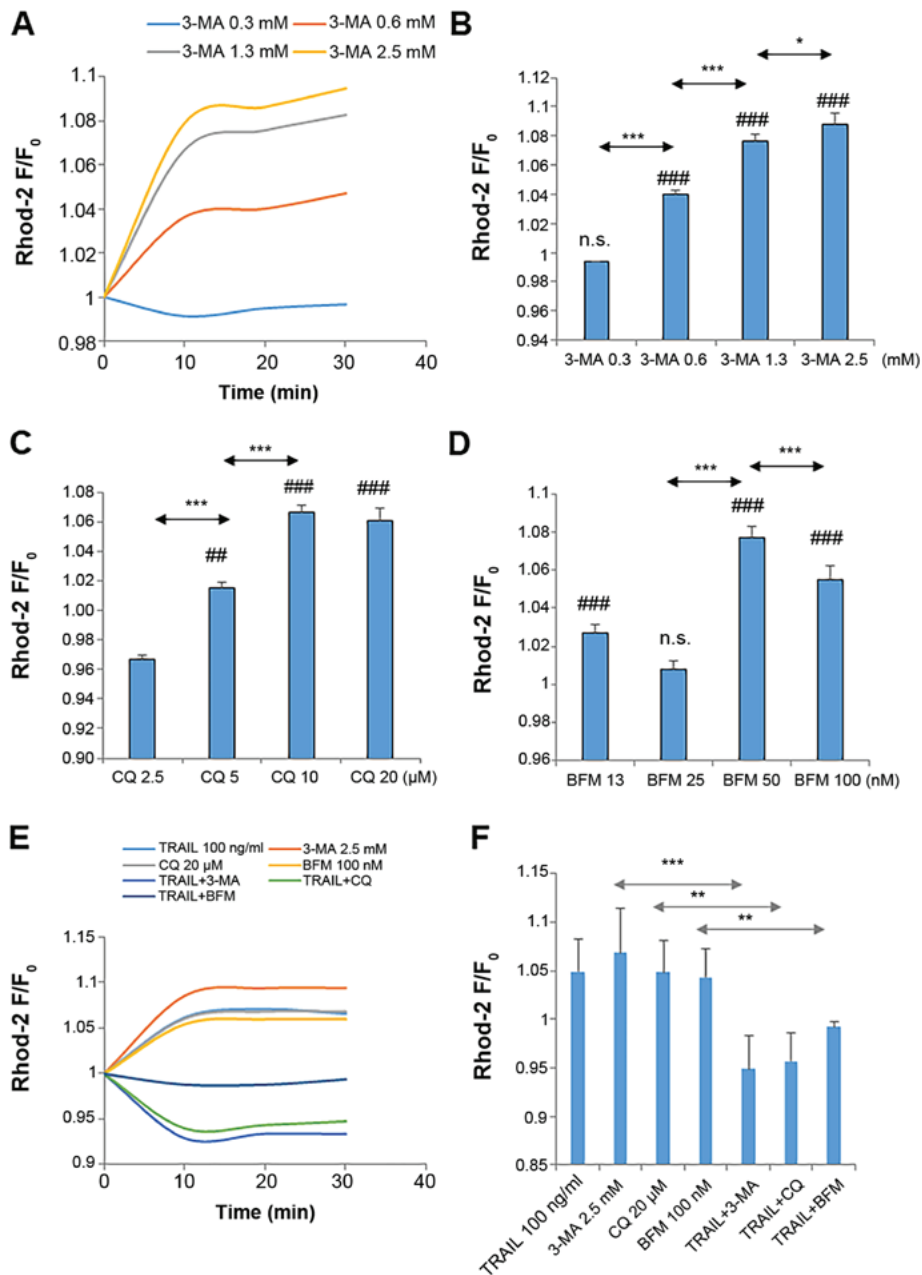 A
3-MA 0.3 mM 3-MA 0.6 mM
3-MA 1.3 mM 3-MA 2.5 mM
1.1
1.08
1.06
1.04
1.02
1
0.98
0 10 20 30 40
Rhod-2 F/F0
Time (min)
B
1.12
1.1
1.08
1.06
1.04
1.02
1
0.98
0.96
0.94
Rhod-2 F/F0
*
***
***
###
###
###
n.s.
3-MA 0.3 3-MA 0.6 3-MA 1.3 3-MA 2.5 (mM)
C
1.08
1.06
1.04
1.02
1.00
0.98
0.96
0.94
0.92
0.90
Rhod-2 F/F0
***
***
### ###
##
CQ 2.5 CQ 5 CQ 10 CQ 20 (µM)
D
1.1
1.08
1.06
1.04
1.02
1
0.98
0.96
Rhod-2 F/F0
***
***
###
###
###
n.s.
BFM 13 BFM 25 BFM 50 BFM 100 (nM)
E
TRAIL 100 ng/ml 3-MA 2.5 mM
CQ 20 µM BFM 100 nM
TRAIL+3-MA TRAIL+CQ
TRAIL+BFM
1.15
1.1
1.05
1
0.95
0.9
0 10 20 30 40
Rhod-2 F/F0
Time (min)
F
1.15
1.1
1.05
1
0.95
0.9
0.85
Rhod-2 F/F0
***
**
**
TRAIL 100 ng/ml
3-MA 2.5 mM
CQ 20 µM
BFM 100 nM
TRAIL+3-MA
TRAIL+CQ
TRAIL+BFM